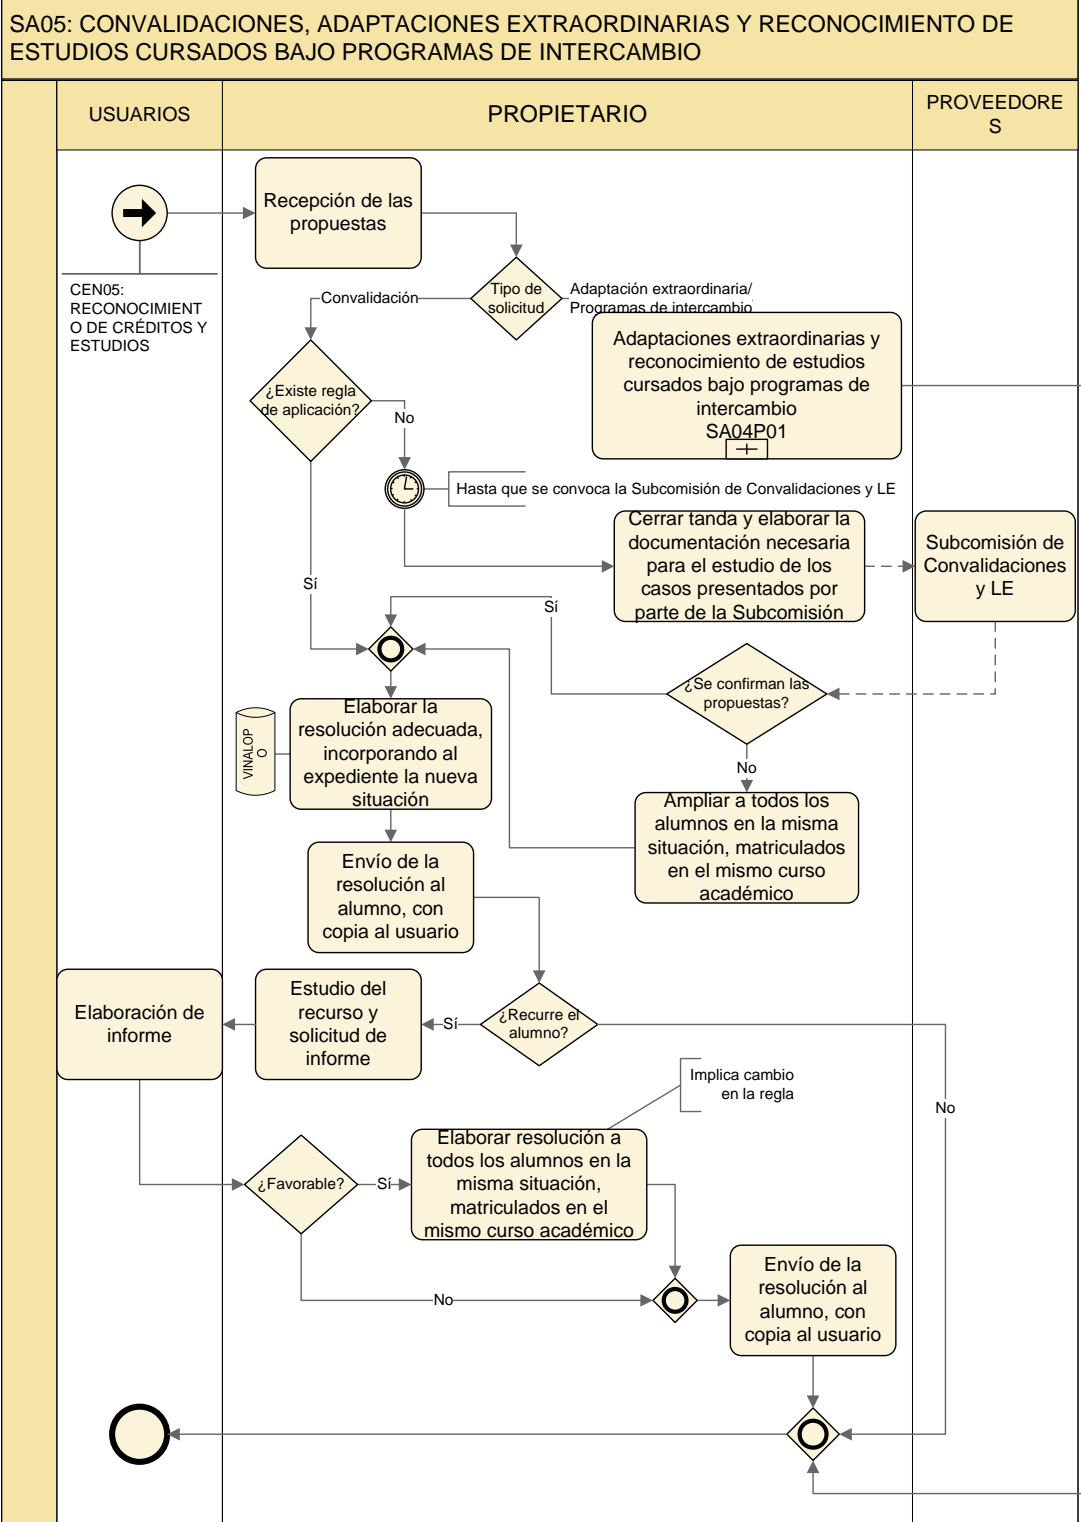 SA05: CONVALIDACIONES, ADAPTACIONES EXTRAORDINARIAS Y RECONOCIMIENTO DE
ESTUDIOS CURSADOS BAJO PROGRAMAS DE INTERCAMBIO
USUARIOS
PROPIETARIO
PROVEEDORE
S
Recepción de las
propuestas
CEN05:
RECONOCIMIENT
O DE CRÉDITOS Y
ESTUDIOS
Tipo de
solicitud
Convalidación
Adaptación extraordinaria/
Programas de intercambio
Adaptaciones extraordinarias y
reconocimiento de estudios
cursados bajo programas de
intercambio
SA04P01
¿Existe regla
de aplicación?
No
Hasta que se convoca la Subcomisión de Convalidaciones y LE
Cerrar tanda y elaborar la
documentación necesaria
para el estudio de los
casos presentados por
parte de la Subcomisión
Subcomisión de
Convalidaciones
y LE
Sí
Sí
¿Se confirman las
propuestas?
No
Elaborar la
resolución adecuada,
incorporando al
expediente la nueva
situación
VINALOP
O
Ampliar a todos los
alumnos en la misma
situación, matriculados
en el mismo curso
académico
Envío de la
resolución al
alumno, con
copia al usuario
Elaboración de
informe
Estudio del
recurso y
solicitud de
informe
Sí
¿Recurre el
alumno?
No
Implica cambio
en la regla
¿Favorable?
Sí
Elaborar resolución a
todos los alumnos en la
misma situación,
matriculados en el
mismo curso académico
No
Envío de la
resolución al
alumno, con
copia al usuario